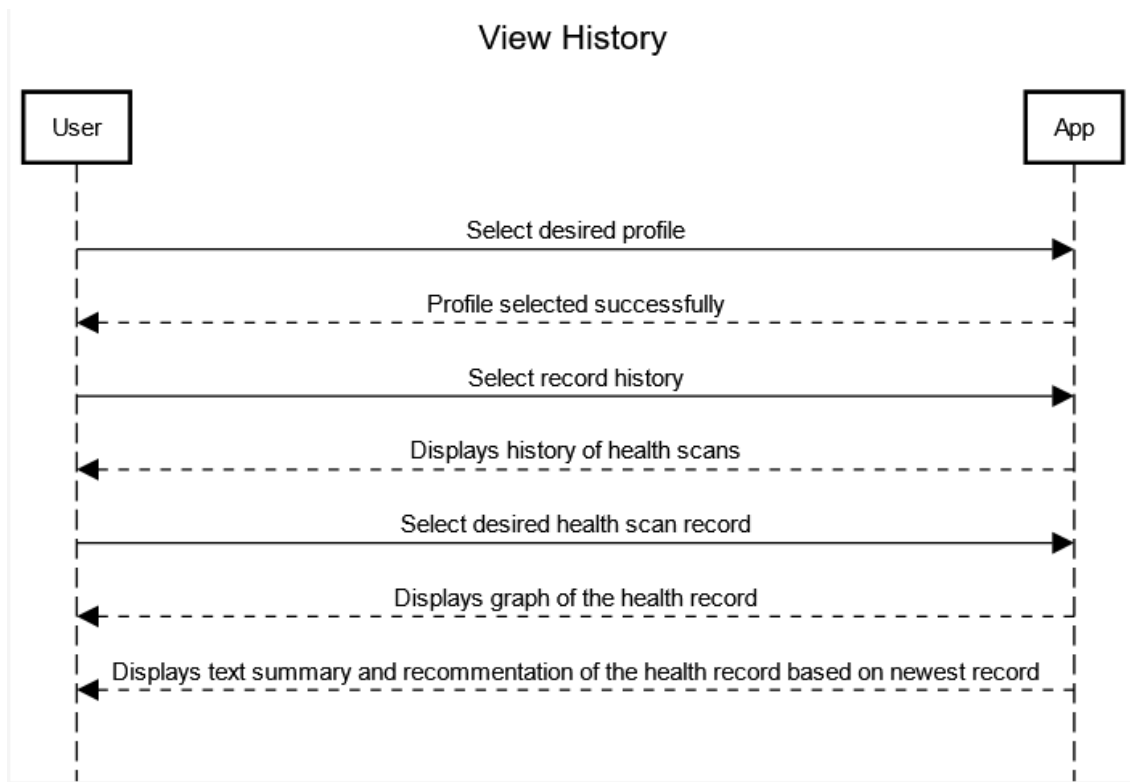 View History
User
App
Select desired profile
Profile selected successfully
Select record history
Displays history of health scans
Select desired health scan record
Displays graph of the health record
Displays text summary and recommentation of the health record based on newest record